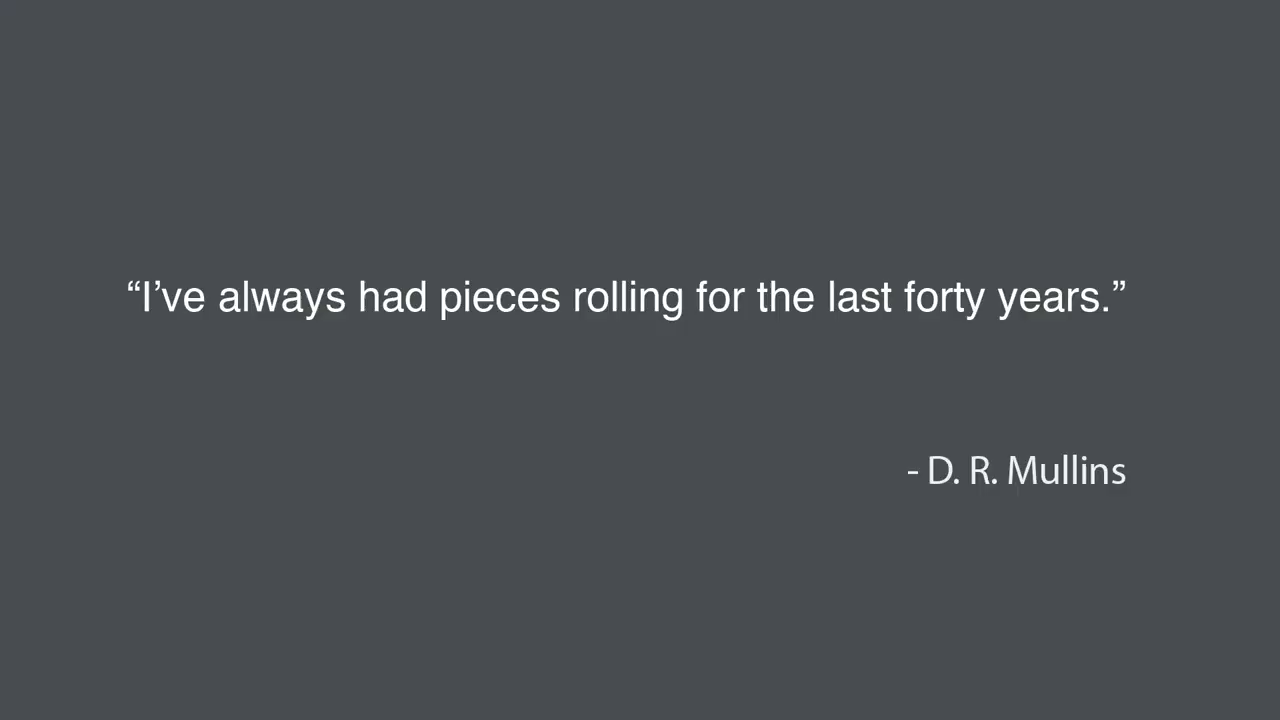 “I’ve always had pieces rolling for the last forty years.”
- D. R. Mullins